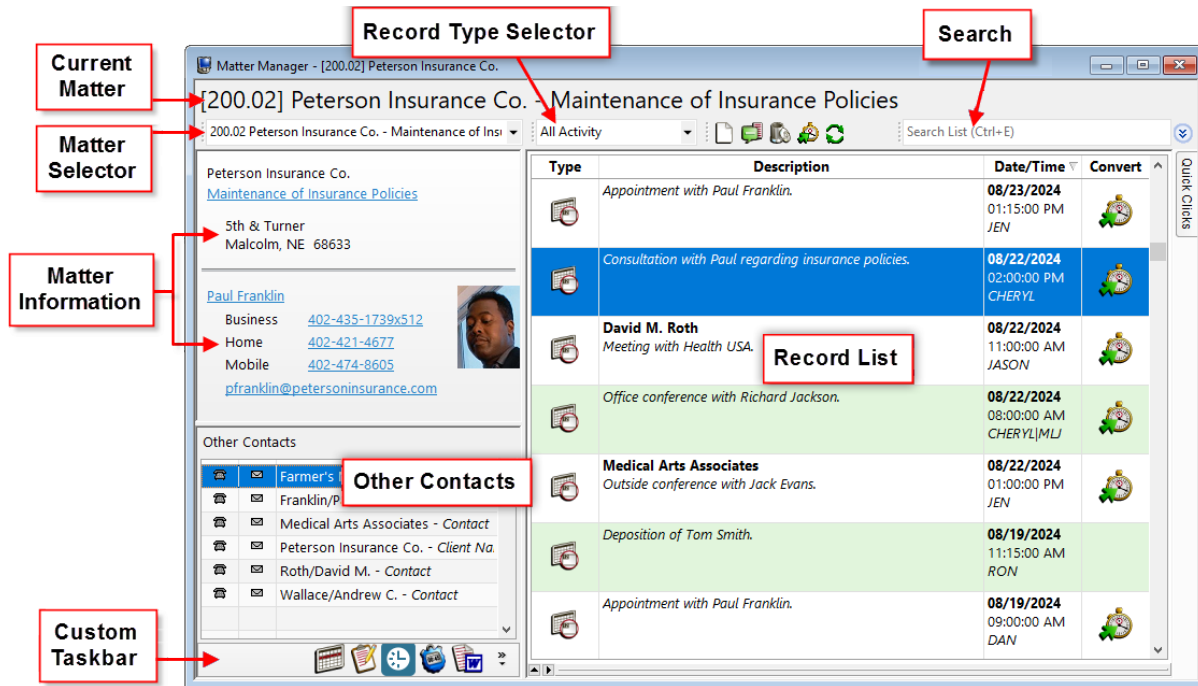 Record Type Selector
Search
Current
Matter
Matter Manager - [200.02] Peterson Insurance Co.
[200.02] Peterson Insurance Co. - Maintenance of Insurance Policies
Matter
Selector
200.02 Peterson Insurance Co. - Maintenance of Insu
All Activity
Search List (Ctrl+E)
Quick Clicks
Peterson Insurance Co.
Maintenance of Insurance Policies
5th & Turner
Malcolm, NE 68633
Matter
Information
Paul Franklin
Business 402-435-1739x512
Home 402-421-4677
Mobile 402-474-8605
pfranklin@petersoninsurance.com
Other Contacts
Farmer's
Other Contacts
Franklin/P
Medical Arts Associates - Contact
Peterson Insurance Co. - Client Na
Roth/David M. - Contact
Wallace/Andrew C. - Contact
Custom
Taskbar
Type Description Date/Time Convert
Appointment with Paul Franklin. 08/23/2024
01:15:00 PM
JEN
Consultation with Paul regarding insurance policies. 08/22/2024
02:00:00 PM
CHERYL
David M. Roth 08/22/2024
Meeting with Health USA. 11:00:00 AM
JASON
Record List
Office conference with Richard Jackson. 08/22/2024
08:00:00 AM
CHERYL|MLJ
Medical Arts Associates 08/22/2024
Outside conference with Jack Evans. 01:00:00 PM
JEN
Deposition of Tom Smith. 08/19/2024
11:15:00 AM
RON
Appointment with Paul Franklin. 08/19/2024
09:00:00 AM
DAN